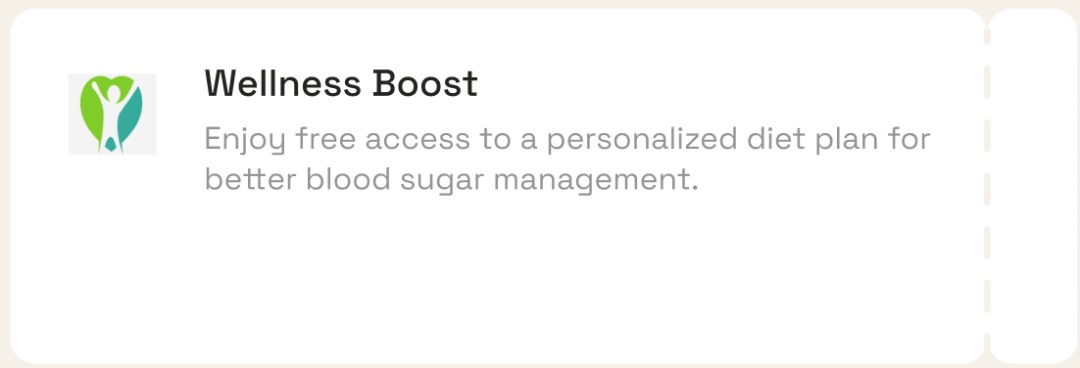 Wellness Boost
Enjoy free access to a personalized diet plan for
better blood sugar management.